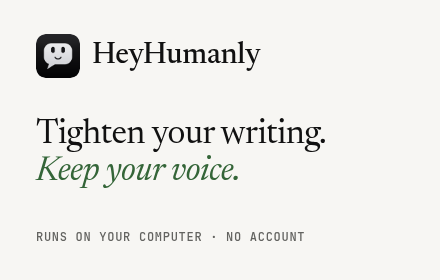 HeyHumanly
Tighten your writing.
Keep your voice.
RUNS ON YOUR COMPUTER · NO ACCOUNT